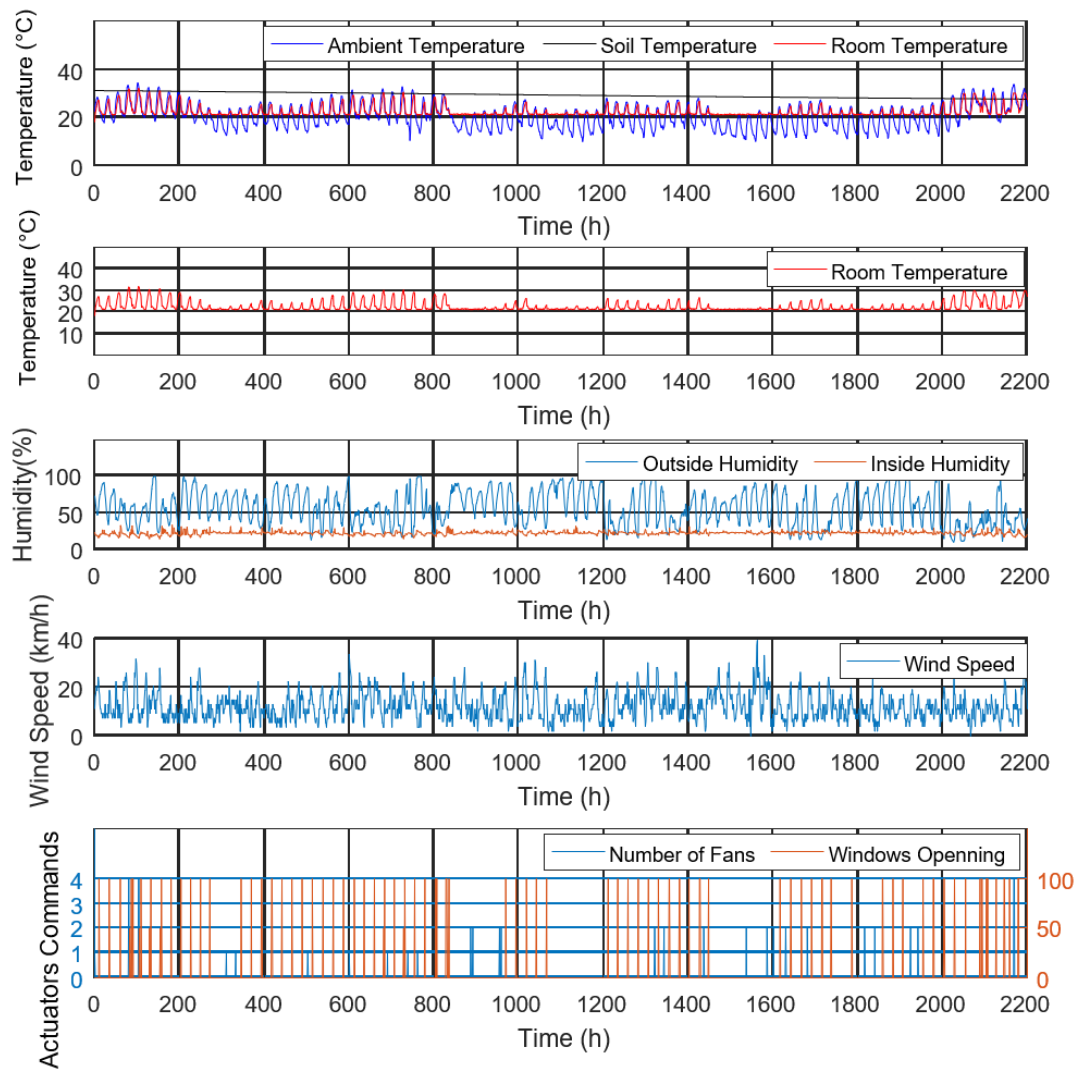 Temperature (°C)
Ambient Temperature Soil Temperature Room Temperature
40
20
0
0 200 400 600 800 1000 1200 1400 1600 1800 2000 2200
Time (h)
Temperature (°C)
Room Temperature
40
30
20
10
0 200 400 600 800 1000 1200 1400 1600 1800 2000 2200
Time (h)
Humidity(%)
Outside Humidity Inside Humidity
100
50
0
0 200 400 600 800 1000 1200 1400 1600 1800 2000 2200
Time (h)
Wind Speed (km/h)
Wind Speed
40
20
0
0 200 400 600 800 1000 1200 1400 1600 1800 2000 2200
Time (h)
Actuators Commands
Number of Fans Windows Openning
4 100
3
2 50
1
0 0
0 200 400 600 800 1000 1200 1400 1600 1800 2000 2200
Time (h)